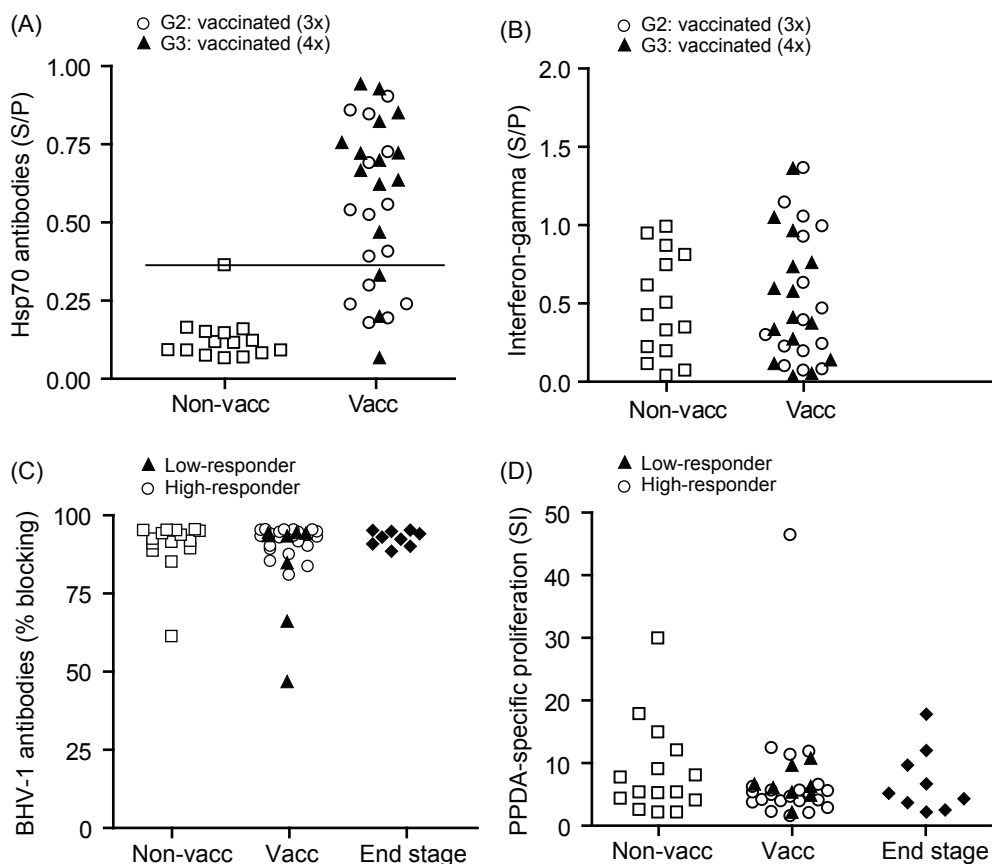 (A)
G2: vaccinated (3x)
G3: vaccinated (4x)
Hsp70 antibodies (S/P)
1.00
0.75
0.50
0.25
0.00
Non-vacc Vacc
(B)
G2: vaccinated (3x)
G3: vaccinated (4x)
Interferon-gamma (S/P)
2.0
1.5
1.0
0.5
0.0
Non-vacc Vacc
(C)
Low-responder
High-responder
BHV-1 antibodies (% blocking)
100
75
50
25
0
Non-vacc Vacc End stage
(D)
Low-responder
High-responder
PPDA-specific proliferation (SI)
50
40
30
20
10
0
Non-vacc Vacc End stage